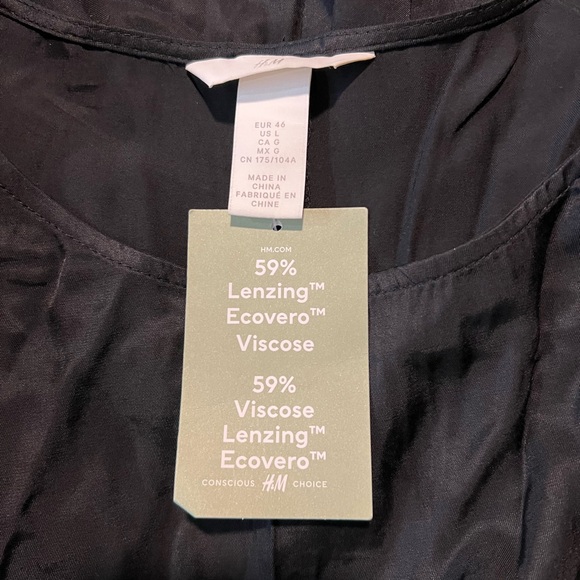 H&M
EUR 46
US L
CA G
MX G
CN 175/104A
MADE IN
CHINA
FABRIQUÉ EN
CHINE
HM.COM
59%
Lenzing™
Ecovero™
Viscose
59%
Viscose
Lenzing™
Ecovero™
CONSCIOUS H&M CHOICE